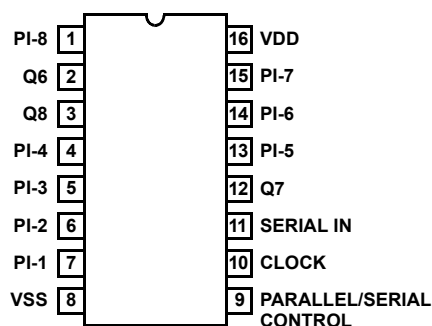 PI-8 1 16 VDD
Q6 2 15 PI-7
Q8 3 14 PI-6
PI-4 4 13 PI-5
PI-3 5 12 Q7
PI-2 6 11 SERIAL IN
PI-1 7 10 CLOCK
VSS 8 9 PARALLEL/SERIAL
CONTROL